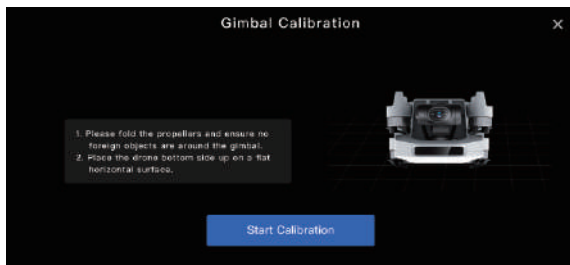 Gimbal Calibration
1. Please fold the propellers and ensure no
foreign objects are around the gimbal.
2. Place the drone bottom side up on a flat
horizontal surface.
Start Calibration